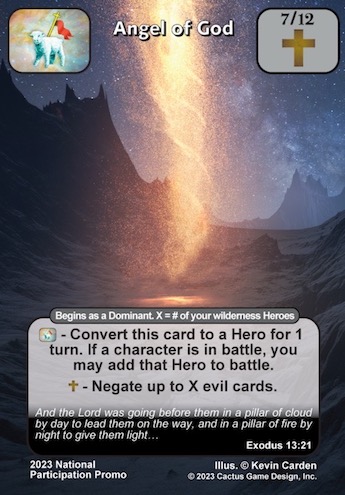 Angel of God
7/12
Begins as a Dominant. X = # of your wilderness Heroes
- Convert this card to a Hero for 1
turn. If a character is in battle, you
may add that Hero to battle.
- Negate up to X evil cards.
And the Lord was going before them in a pillar of cloud
by day to lead them on the way, and in a pillar of fire by
night to give them light…
Exodus 13:21
2023 National
Participation Promo
Illus. © Kevin Carden
© 2023 Cactus Game Design, Inc.